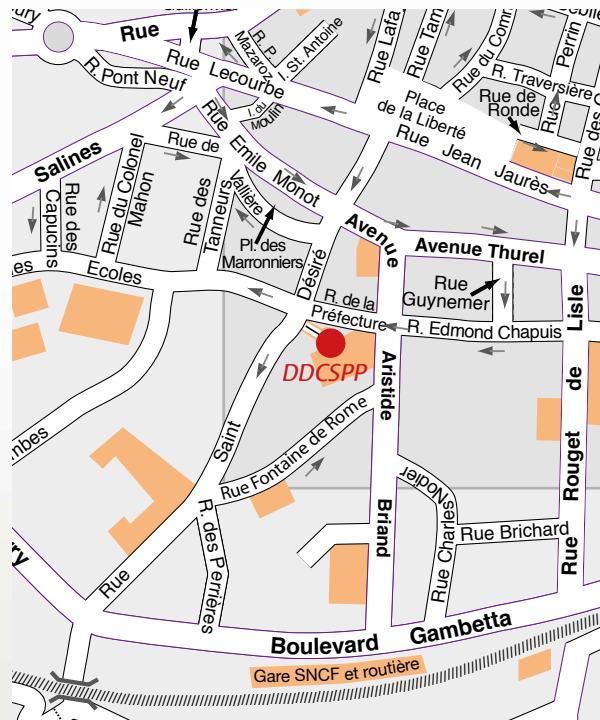 Rue
Rue Lecourbe
R. P.
Mazaroz
I. St. Antoine
Rue Lafa
Rue Tam
Rue du Com
Perrin
Rue
R. Traversière
Rue de
Ronde
Rue des
R. Pont Neuf
I. du
Moulin
Place
de la Liberté
Rue Jean Jaurès
Salines
Rue Emile Monot
Rue de
Vallière
Rue du Colonel
Mahon
Rue des
Capucins
Rue des
Tanneurs
Pl. des
Marronniers
Avenue
Avenue Thurel
Rue
Guynemer
Ecoles
Désiré
R. de la
Préfecture
R. Edmond Chapuis
DDCSPP
Aristide
Briand
Rue Rouget de Lisle
Saint
Rue
Rue Fontaine de Rome
R. des Perrières
Rue Charles Nodier
Rue Brichard
Boulevard Gambetta
Gare SNCF et routière